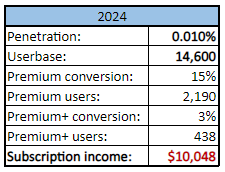 2024
Penetration: 0.010%
Userbase: 14,600
Premium conversion: 15%
Premium users: 2,190
Premium+ conversion: 3%
Premium+ users: 438
Subscription income: $10,048